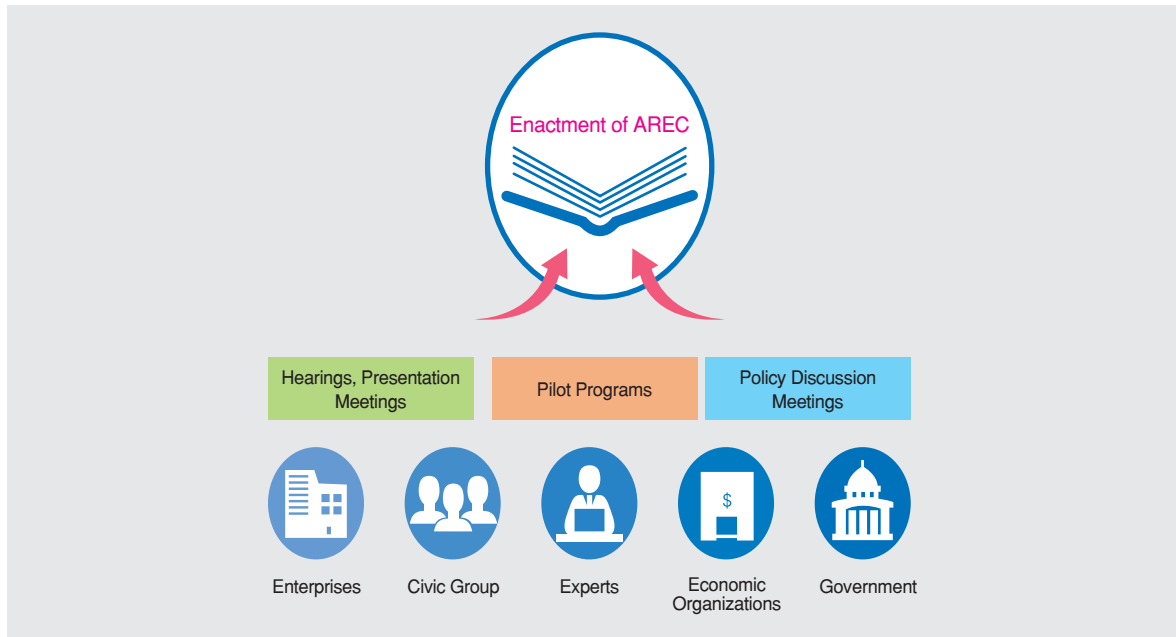 Enactment of AREC
Hearings, Presentation
Meetings
Pilot Programs
Policy Discussion
Meetings
$
Enterprises
Civic Group
Experts
Economic
Organizations
Government